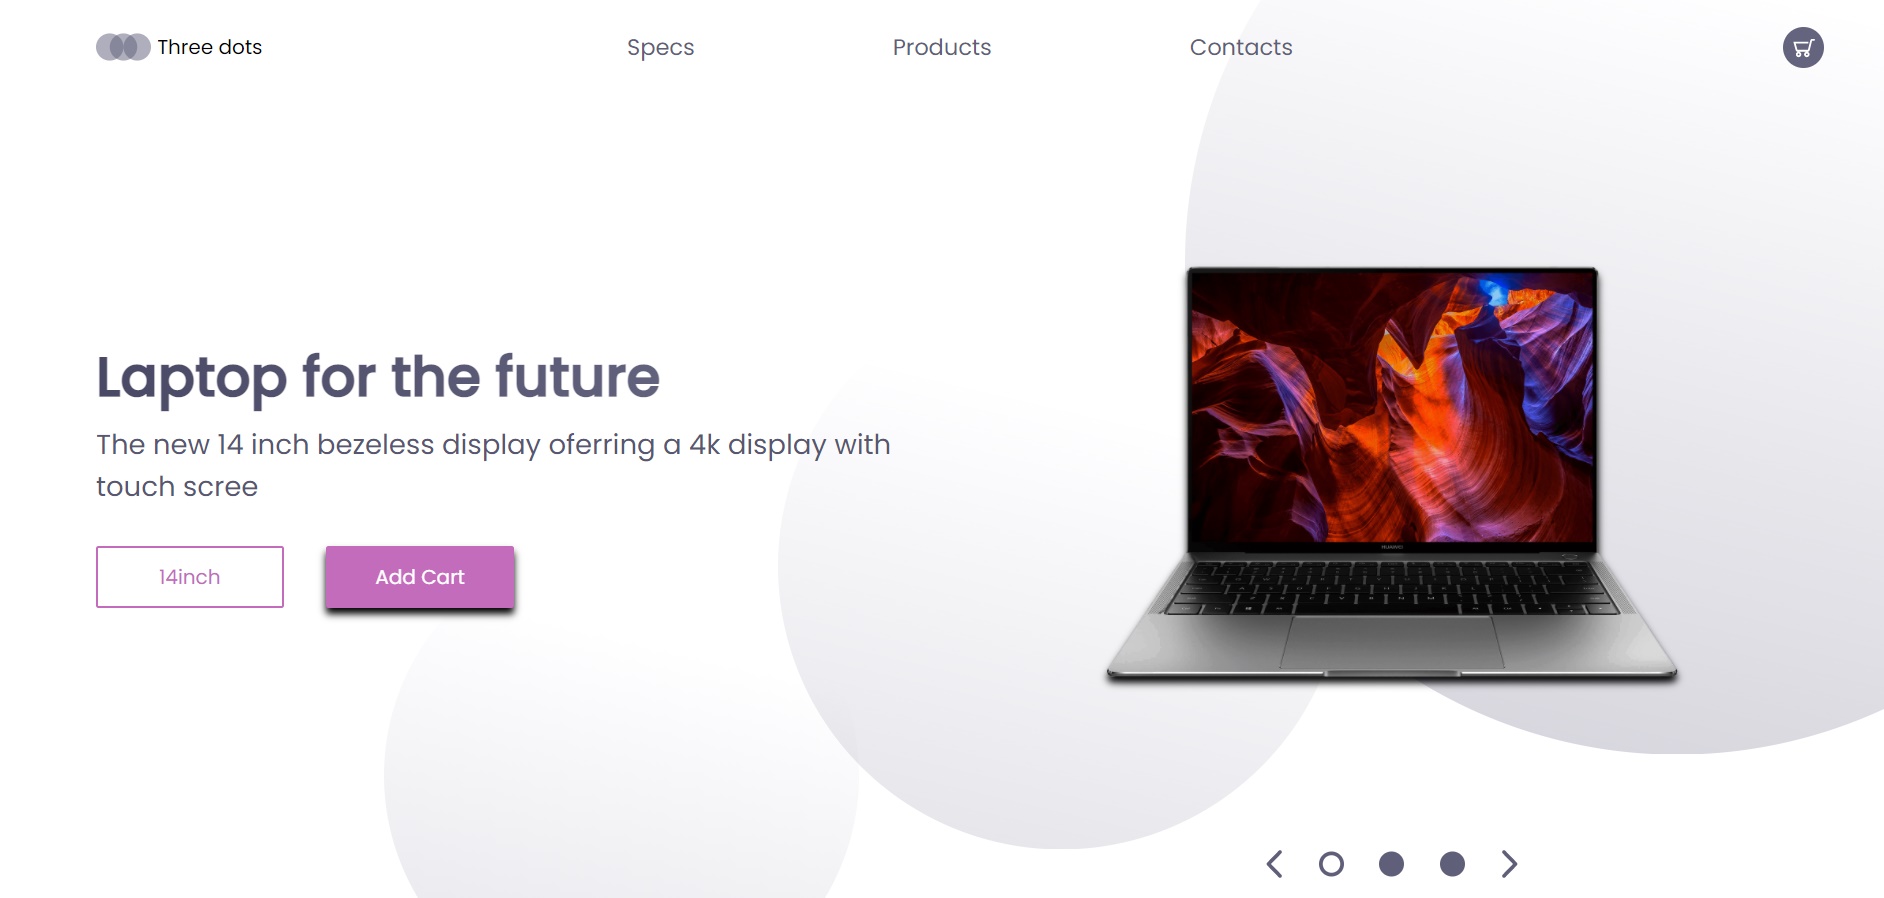 Three dots
Specs
Products
Contacts
Laptop for the future
The new 14 inch bezeless display oferring a 4k display with
touch scree
14inch
Add Cart
HUAWEI